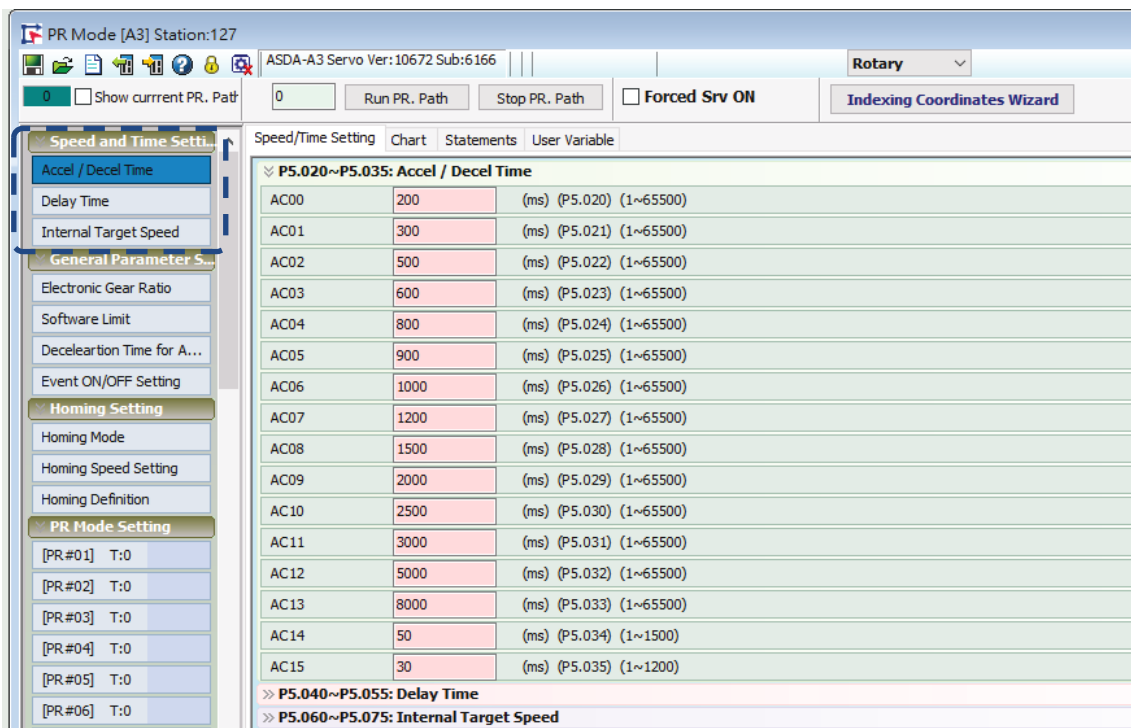 PR Mode [A3] Station:127
ASDA-A3 Servo Ver:10672 Sub:6166
Rotary
0 Show currrent PR. Path 0 Run PR. Path Stop PR. Path Forced Srv ON Indexing Coordinates Wizard
Speed and Time Setti...
Accel / Decel Time
Delay Time
Internal Target Speed
General Parameter S...
Electronic Gear Ratio
Software Limit
Deceleartion Time for A...
Event ON/OFF Setting
Homing Setting
Homing Mode
Homing Speed Setting
Homing Definition
PR Mode Setting
[PR#01] T:0
[PR#02] T:0
[PR#03] T:0
[PR#04] T:0
[PR#05] T:0
[PR#06] T:0
Speed/Time Setting Chart Statements User Variable
P5.020~P5.035: Accel / Decel Time
AC00 200 (ms) (P5.020) (1~65500)
AC01 300 (ms) (P5.021) (1~65500)
AC02 500 (ms) (P5.022) (1~65500)
AC03 600 (ms) (P5.023) (1~65500)
AC04 800 (ms) (P5.024) (1~65500)
AC05 900 (ms) (P5.025) (1~65500)
AC06 1000 (ms) (P5.026) (1~65500)
AC07 1200 (ms) (P5.027) (1~65500)
AC08 1500 (ms) (P5.028) (1~65500)
AC09 2000 (ms) (P5.029) (1~65500)
AC10 2500 (ms) (P5.030) (1~65500)
AC11 3000 (ms) (P5.031) (1~65500)
AC12 5000 (ms) (P5.032) (1~65500)
AC13 8000 (ms) (P5.033) (1~65500)
AC14 50 (ms) (P5.034) (1~1500)
AC15 30 (ms) (P5.035) (1~1200)
P5.040~P5.055: Delay Time
P5.060~P5.075: Internal Target Speed